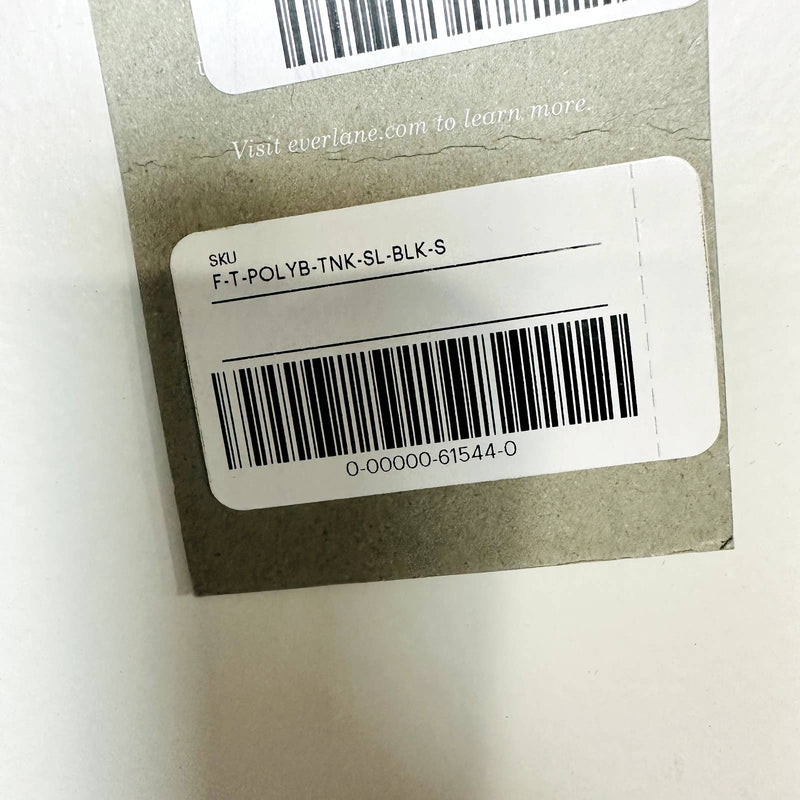 Visit everlane.com to learn more.
SKU
F-T-POLYB-TNK-SL-BLK-S
0-00000-61544-0